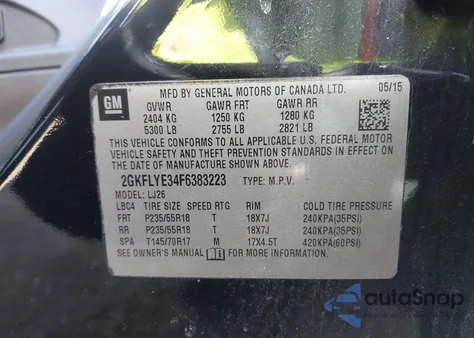 GM
MFD BY GENERAL MOTORS OF CANADA LTD. 05/15
GVWR GAWR FRT GAWR RR
2404 KG 1250 KG 1280 KG
5300 LB 2755 LB 2821 LB
THIS VEHICLE CONFORMS TO ALL APPLICABLE U.S. FEDERAL MOTOR
VEHICLE SAFETY, BUMPER, AND THEFT PREVENTION STANDARDS IN EFFECT ON THE
DATE OF MANUFACTURE SHOWN ABOVE.
2GKFLYE34F6383223 TYPE: M.P.V.
MODEL: LJ26
LBC4 TIRE SIZE SPEED RTG RIM COLD TIRE PRESSURE
FRT P235/55R18 T 18X7J 240KPA(35PSI)
RR P235/55R18 T 18X7J 240KPA(35PSI)
SPA T145/70R17 M 17X4.5T 420KPA(60PSI)
SEE OWNER'S MANUAL FOR MORE INFORMATION.
autoSnap